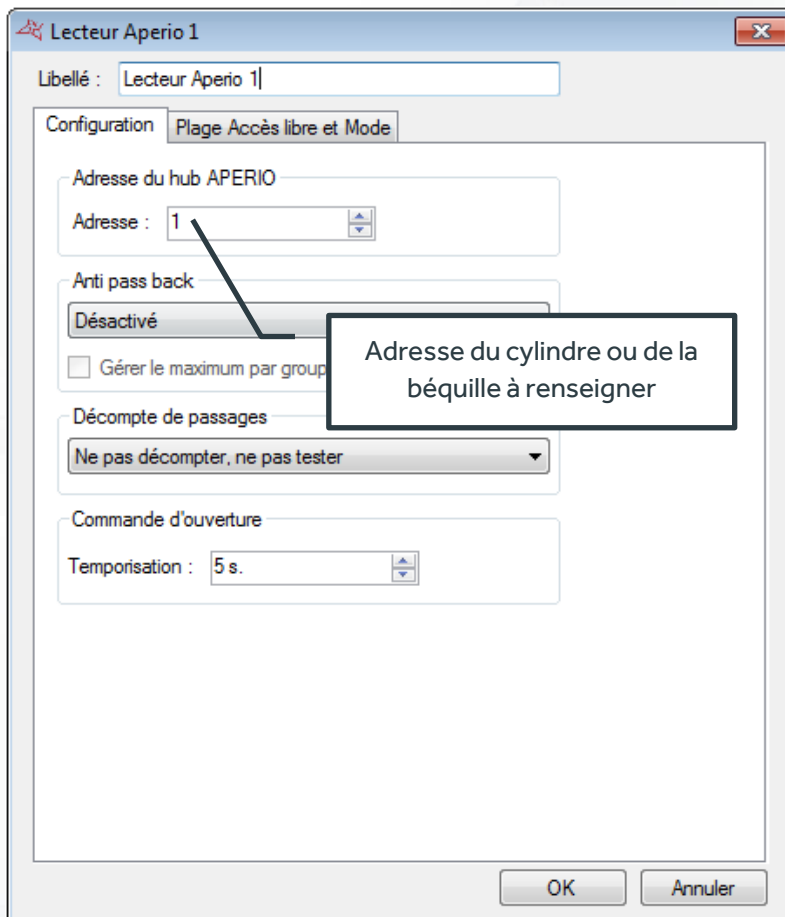 Lecteur Aperio 1
Libellé :
Lecteur Aperio 1
Configuration
Plage Accès libre et Mode
Adresse du hub APERIO
Adresse :
1
Anti pass back
Désactivé
Gérer le maximum par group
Adresse du cylindre ou de la
béquille à renseigner
Décompte de passages
Ne pas décompter, ne pas tester
Commande d'ouverture
Temporisation :
5 s.
OK
Annuler